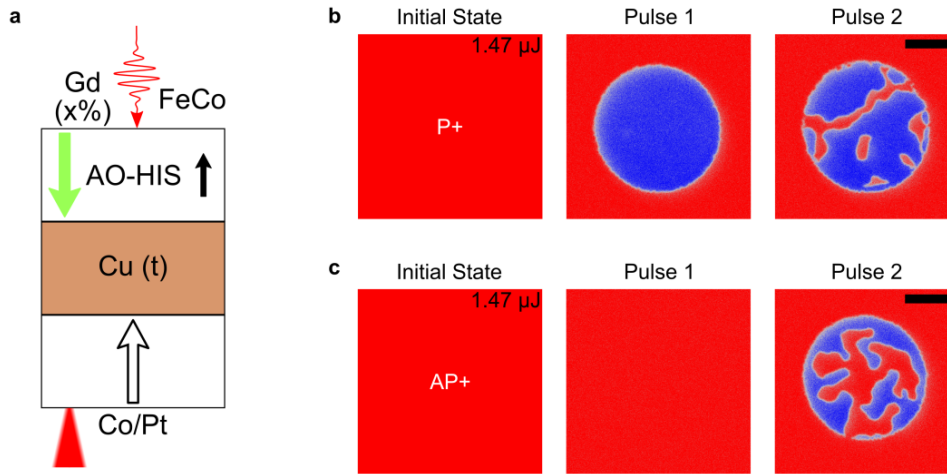 a
Gd
(x%)
FeCo
AO-HIS
Cu (t)
Co/Pt
b
Initial State
Pulse 1
Pulse 2
1.47 µJ
P+
c
Initial State
Pulse 1
Pulse 2
1.47 µJ
AP+